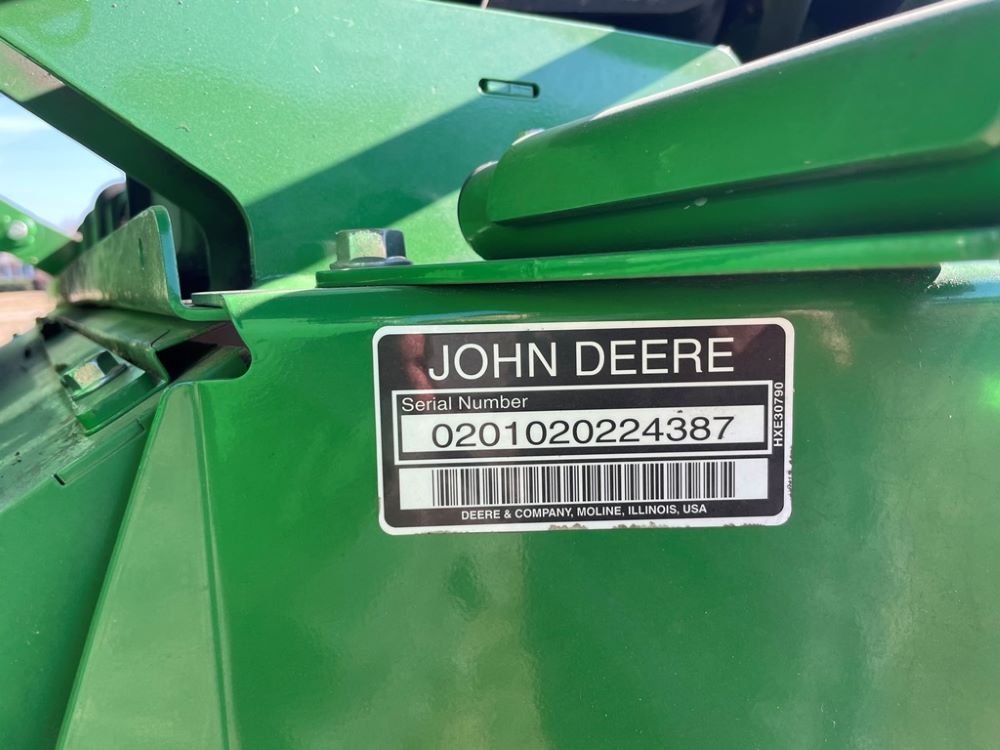 JOHN DEERE
Serial Number
0201020224387
HXE30790
DEERE & COMPANY, MOLINE, ILLINOIS, USA